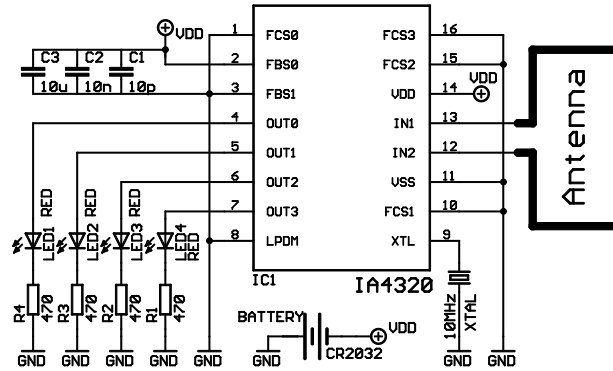 VDD
C3 C2 C1
10u 10n 10p
1 FCS0 FCS3 16
2 FBS0 FCS2 15
3 FBS1 VDD 14 VDD
4 OUT0 IN1 13
5 OUT1 IN2 12
6 OUT2 VSS 11
7 OUT3 FCS1 10
8 LPDM XTL 9
IC1 IA4320
Antenna
LED1 RED
LED2 RED
LED3 RED
LED4
RED
R4 470
R3 470
R2 470
R1 470
10MHz
XTAL
BATTERY
VDD
CR2032
GND GND GND GND GND GND GND GND